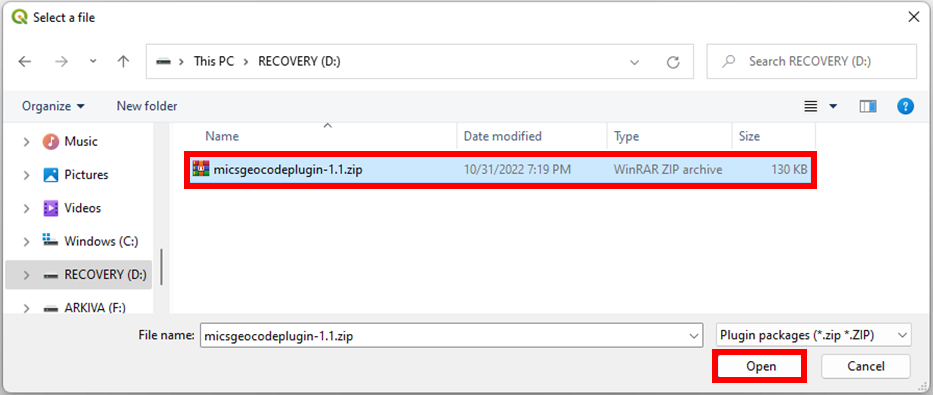 Select a file
This PC > RECOVERY (D:)
Search RECOVERY (D:)
Organize
New folder
Name
Date modified
Type
Size
Music
micsgeocodeplugin-1.1.zip
10/31/2022 7:19 PM
WinRAR ZIP archive
130 KB
Pictures
Videos
Windows (C:)
RECOVERY (D:)
ARKIVA (F:)
File name:
micsgeocodeplugin-1.1.zip
Plugin packages (*.zip *.ZIP)
Open
Cancel